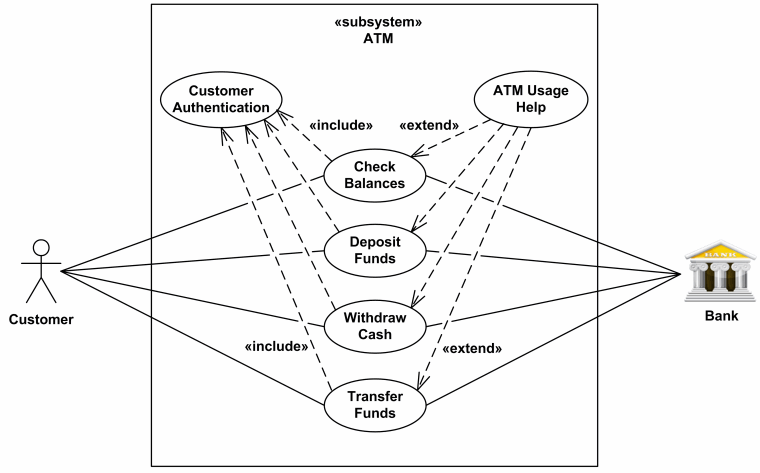 «subsystem»
ATM
Customer
Authentication
ATM Usage
Help
«include»
«extend»
Check
Balances
Deposit
Funds
BANK
Customer
Bank
Withdraw
Cash
«include»
«extend»
Transfer
Funds